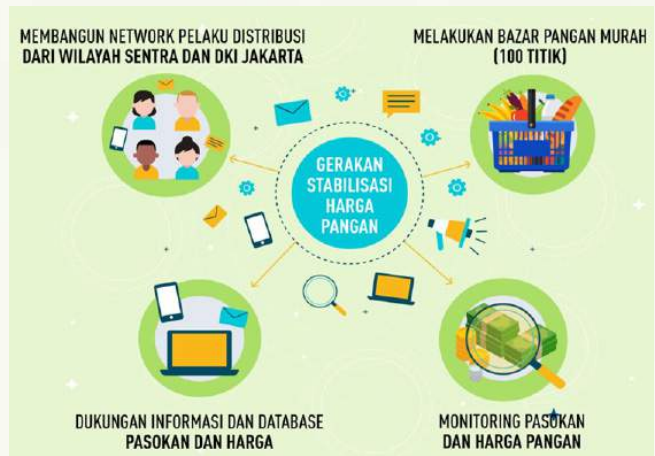 MEMBANGUN NETWORK PELAKU DISTRIBUSI
DARI WILAYAH SENTRA DAN DKI JAKARTA
MELAKUKAN BAZAR PANGAN MURAH
(100 TITIK)
GERAKAN
STABILISASI
HARGA
PANGAN
DUKUNGAN INFORMASI DAN DATABASE
PASOKAN DAN HARGA
MONITORING PASOKAN
DAN HARGA PANGAN